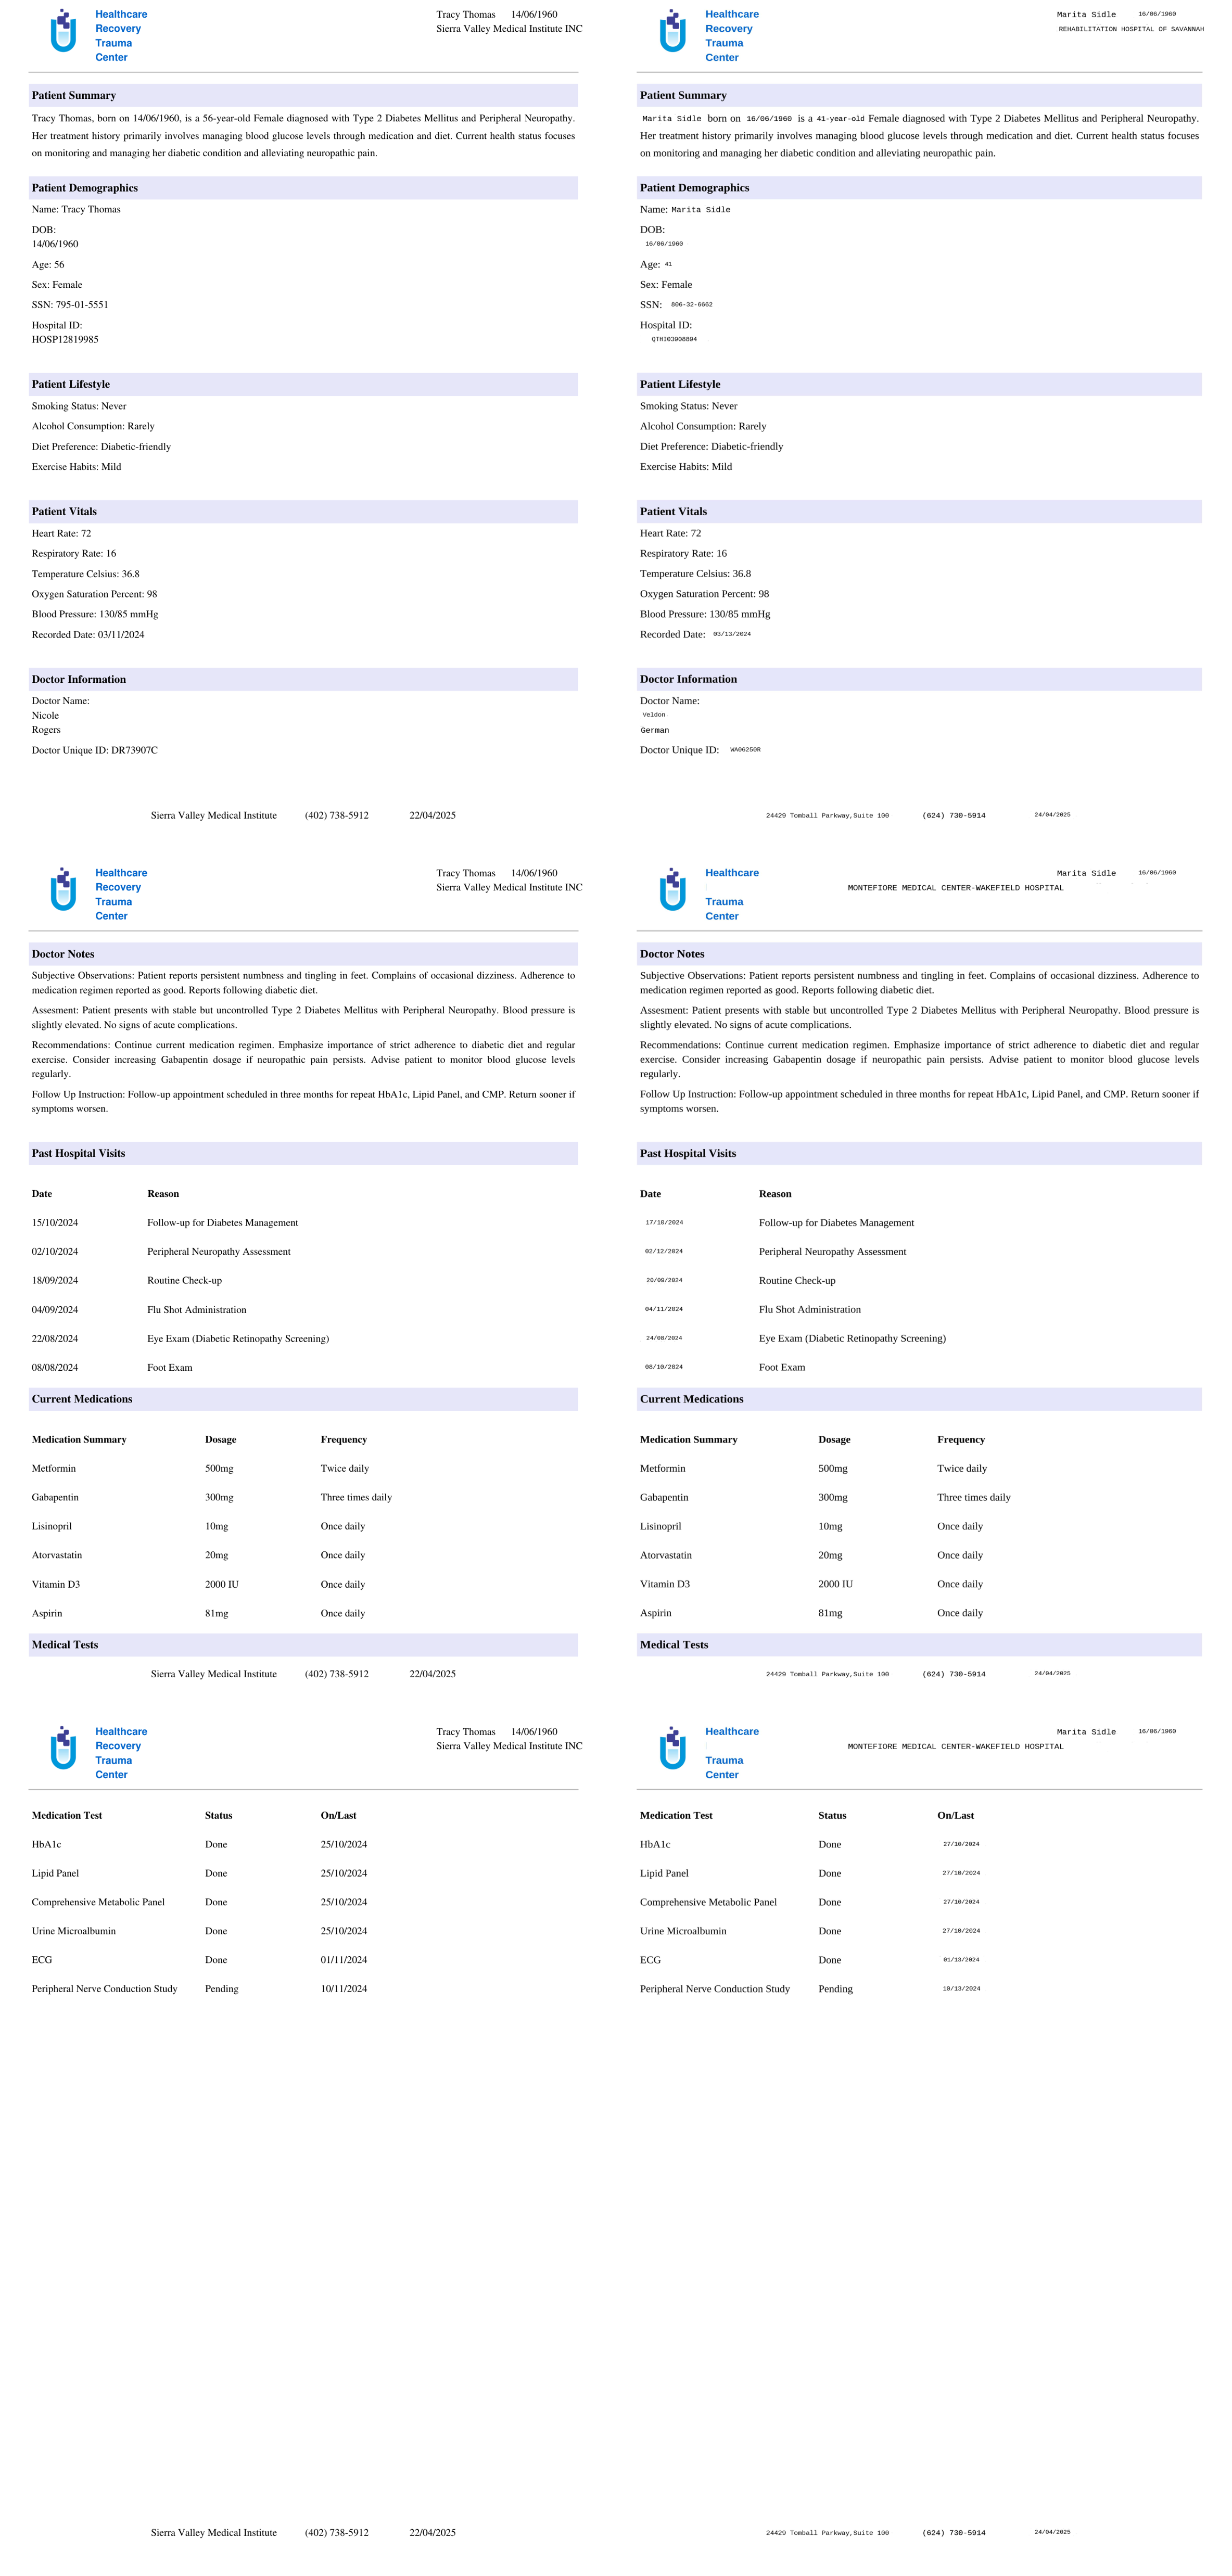 Healthcare
Recovery
Trauma
Center
Tracy Thomas 14/06/1960
Sierra Valley Medical Institute INC
Patient Summary
Tracy Thomas, born on 14/06/1960, is a 56-year-old Female diagnosed with Type 2 Diabetes Mellitus and Peripheral Neuropathy.
Her treatment history primarily involves managing blood glucose levels through medication and diet. Current health status focuses
on monitoring and managing her diabetic condition and alleviating neuropathic pain.
Patient Demographics
Name: Tracy Thomas
DOB:
14/06/1960
Age: 56
Sex: Female
SSN: 795-01-5551
Hospital ID:
HOSP12819985
Patient Lifestyle
Smoking Status: Never
Alcohol Consumption: Rarely
Diet Preference: Diabetic-friendly
Exercise Habits: Mild
Patient Vitals
Heart Rate: 72
Respiratory Rate: 16
Temperature Celsius: 36.8
Oxygen Saturation Percent: 98
Blood Pressure: 130/85 mmHg
Recorded Date: 03/11/2024
Doctor Information
Doctor Name:
Nicole
Rogers
Doctor Unique ID: DR73907C
Sierra Valley Medical Institute (402) 738-5912 22/04/2025
Healthcare
Recovery
Trauma
Center
Marita Sidle 16/06/1960
REHABILITATION HOSPITAL OF SAVANNAH
Patient Summary
Marita Sidle born on 16/06/1960 is a 41-year-old Female diagnosed with Type 2 Diabetes Mellitus and Peripheral Neuropathy.
Her treatment history primarily involves managing blood glucose levels through medication and diet. Current health status focuses
on monitoring and managing her diabetic condition and alleviating neuropathic pain.
Patient Demographics
Name: Marita Sidle
DOB:
16/06/1960
Age: 41
Sex: Female
SSN: 806-32-6662
Hospital ID:
QTHI03908894
Patient Lifestyle
Smoking Status: Never
Alcohol Consumption: Rarely
Diet Preference: Diabetic-friendly
Exercise Habits: Mild
Patient Vitals
Heart Rate: 72
Respiratory Rate: 16
Temperature Celsius: 36.8
Oxygen Saturation Percent: 98
Blood Pressure: 130/85 mmHg
Recorded Date: 03/13/2024
Doctor Information
Doctor Name:
Veldon
German
Doctor Unique ID: WA06250R
24429 Tomball Parkway,Suite 100 (624) 730-5914 24/04/2025
Healthcare
Recovery
Trauma
Center
Tracy Thomas 14/06/1960
Sierra Valley Medical Institute INC
Doctor Notes
Subjective Observations: Patient reports persistent numbness and tingling in feet. Complains of occasional dizziness. Adherence to
medication regimen reported as good. Reports following diabetic diet.
Assesment: Patient presents with stable but uncontrolled Type 2 Diabetes Mellitus with Peripheral Neuropathy. Blood pressure is
slightly elevated. No signs of acute complications.
Recommendations: Continue current medication regimen. Emphasize importance of strict adherence to diabetic diet and regular
exercise. Consider increasing Gabapentin dosage if neuropathic pain persists. Advise patient to monitor blood glucose levels
regularly.
Follow Up Instruction: Follow-up appointment scheduled in three months for repeat HbA1c, Lipid Panel, and CMP. Return sooner if
symptoms worsen.
Past Hospital Visits
Date Reason
15/10/2024 Follow-up for Diabetes Management
02/10/2024 Peripheral Neuropathy Assessment
18/09/2024 Routine Check-up
04/09/2024 Flu Shot Administration
22/08/2024 Eye Exam (Diabetic Retinopathy Screening)
08/08/2024 Foot Exam
Current Medications
Medication Summary Dosage Frequency
Metformin 500mg Twice daily
Gabapentin 300mg Three times daily
Lisinopril 10mg Once daily
Atorvastatin 20mg Once daily
Vitamin D3 2000 IU Once daily
Aspirin 81mg Once daily
Medical Tests
Sierra Valley Medical Institute (402) 738-5912 22/04/2025
Healthcare
Trauma
Center
Marita Sidle 16/06/1960
MONTEFIORE MEDICAL CENTER-WAKEFIELD HOSPITAL
Doctor Notes
Subjective Observations: Patient reports persistent numbness and tingling in feet. Complains of occasional dizziness. Adherence to
medication regimen reported as good. Reports following diabetic diet.
Assesment: Patient presents with stable but uncontrolled Type 2 Diabetes Mellitus with Peripheral Neuropathy. Blood pressure is
slightly elevated. No signs of acute complications.
Recommendations: Continue current medication regimen. Emphasize importance of strict adherence to diabetic diet and regular
exercise. Consider increasing Gabapentin dosage if neuropathic pain persists. Advise patient to monitor blood glucose levels
regularly.
Follow Up Instruction: Follow-up appointment scheduled in three months for repeat HbA1c, Lipid Panel, and CMP. Return sooner if
symptoms worsen.
Past Hospital Visits
Date Reason
17/10/2024 Follow-up for Diabetes Management
02/12/2024 Peripheral Neuropathy Assessment
20/09/2024 Routine Check-up
04/11/2024 Flu Shot Administration
24/08/2024 Eye Exam (Diabetic Retinopathy Screening)
08/10/2024 Foot Exam
Current Medications
Medication Summary Dosage Frequency
Metformin 500mg Twice daily
Gabapentin 300mg Three times daily
Lisinopril 10mg Once daily
Atorvastatin 20mg Once daily
Vitamin D3 2000 IU Once daily
Aspirin 81mg Once daily
Medical Tests
24429 Tomball Parkway,Suite 100 (624) 730-5914 24/04/2025
Healthcare
Recovery
Trauma
Center
Tracy Thomas 14/06/1960
Sierra Valley Medical Institute INC
Medication Test Status On/Last
HbA1c Done 25/10/2024
Lipid Panel Done 25/10/2024
Comprehensive Metabolic Panel Done 25/10/2024
Urine Microalbumin Done 25/10/2024
ECG Done 01/11/2024
Peripheral Nerve Conduction Study Pending 10/11/2024
Sierra Valley Medical Institute (402) 738-5912 22/04/2025
Healthcare
Trauma
Center
Marita Sidle 16/06/1960
MONTEFIORE MEDICAL CENTER-WAKEFIELD HOSPITAL
Medication Test Status On/Last
HbA1c Done 27/10/2024
Lipid Panel Done 27/10/2024
Comprehensive Metabolic Panel Done 27/10/2024
Urine Microalbumin Done 27/10/2024
ECG Done 01/13/2024
Peripheral Nerve Conduction Study Pending 10/13/2024
24429 Tomball Parkway,Suite 100 (624) 730-5914 24/04/2025